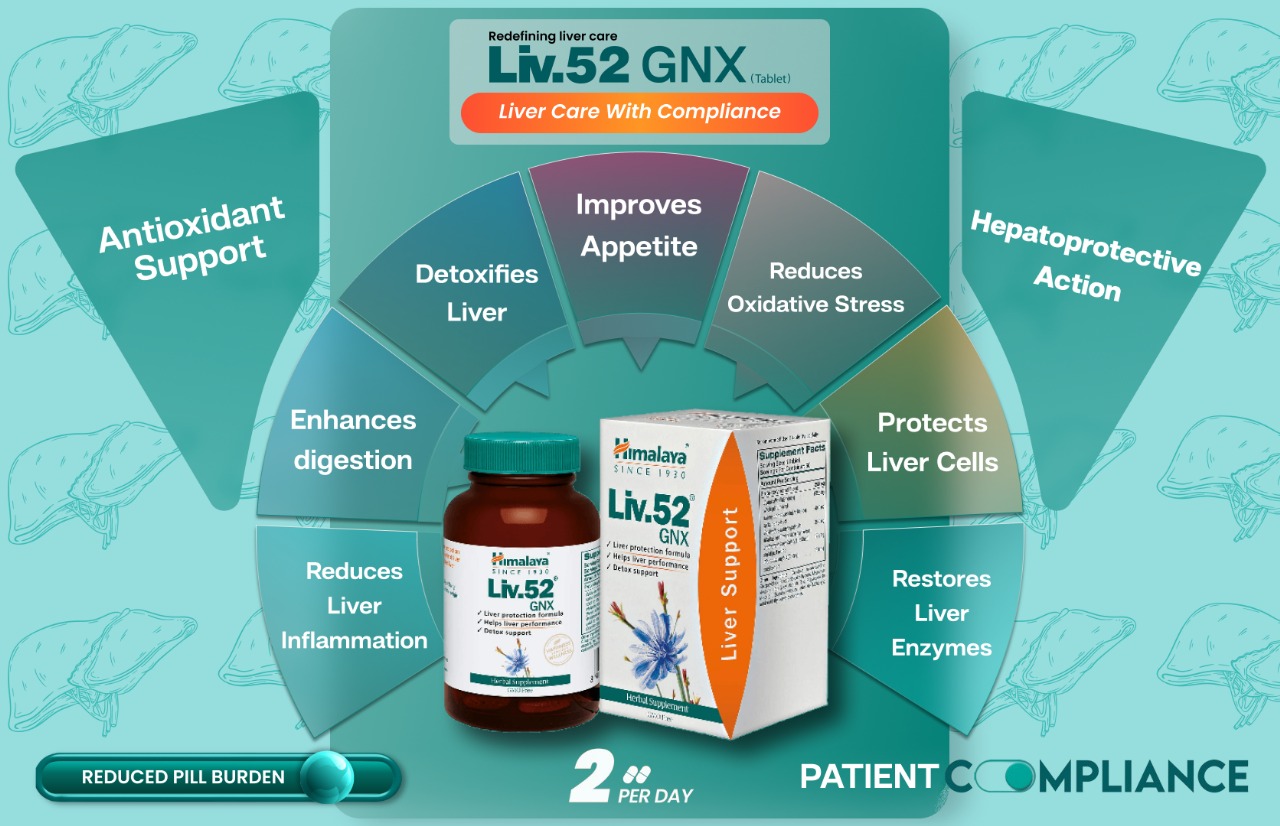 Redefining liver care
Liv.52 GNX (Tablet)
Liver Care With Compliance
Antioxidant
Support
Hepatoprotective
Action
Improves
Appetite
Detoxifies
Liver
Reduces
Oxidative Stress
Enhances
digestion
Protects
Liver Cells
Reduces
Liver
Inflammation
Restores
Liver
Enzymes
Himalaya
SINCE 1930
Liv.52®
GNX
✓ Liver protection formula
✓ Helps liver performance
✓ Detox support
Herbal Supplement
Himalaya
SINCE 1930
Liv.52®
GNX
✓ Liver protection formula
✓ Helps liver performance
✓ Detox support
Herbal Supplement
Liver Support
Supplement Facts
REDUCED PILL BURDEN
2
PER DAY
PATIENT COMPLIANCE